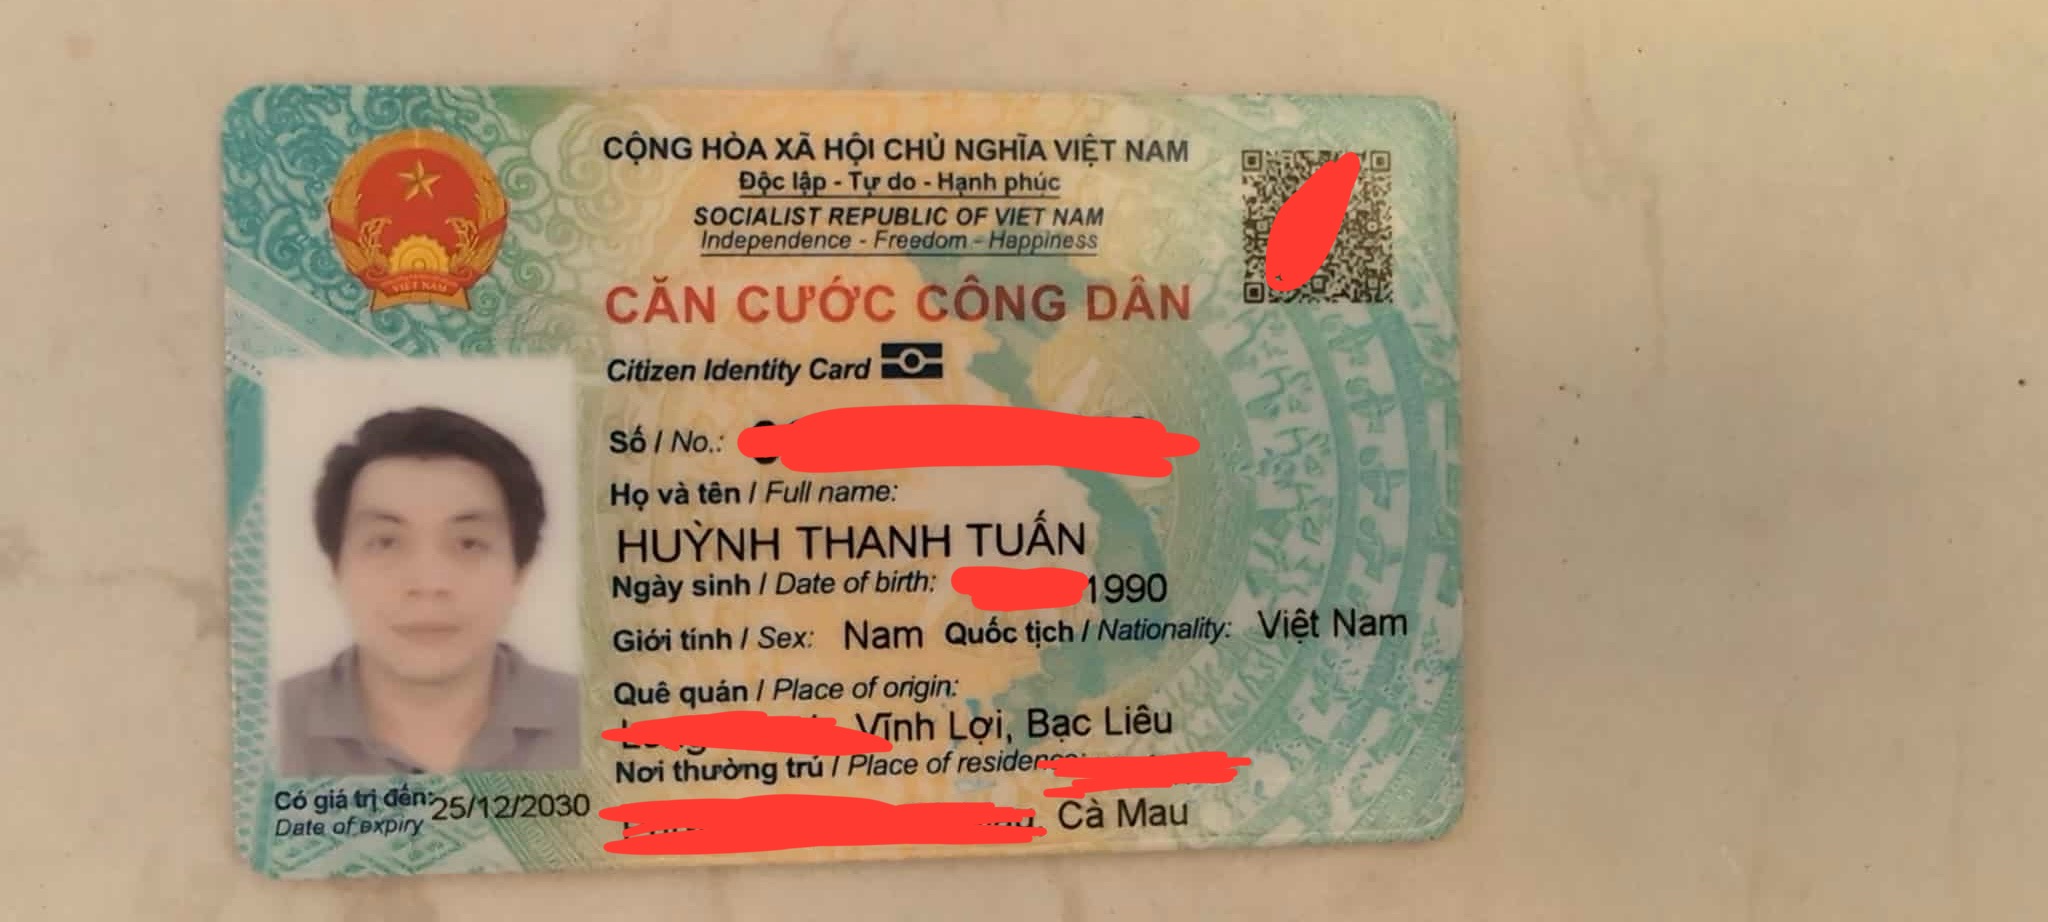 CỘNG HÒA XÃ HỘI CHỦ NGHĨA VIỆT NAM
Độc lập - Tự do - Hạnh phúc
SOCIALIST REPUBLIC OF VIET NAM
Independence - Freedom - Happiness
CĂN CƯỚC CÔNG DÂN
Citizen Identity Card
VIỆT NAM
Số / No.:
Họ và tên / Full name:
HUỲNH THANH TUẤN
Ngày sinh / Date of birth: 1990
Giới tính / Sex: Nam Quốc tịch / Nationality: Việt Nam
Quê quán / Place of origin:
Vĩnh Lợi, Bạc Liêu
Nơi thường trú / Place of
Cà Mau
Có giá trị đến: 25/12/2030
Date of expiry